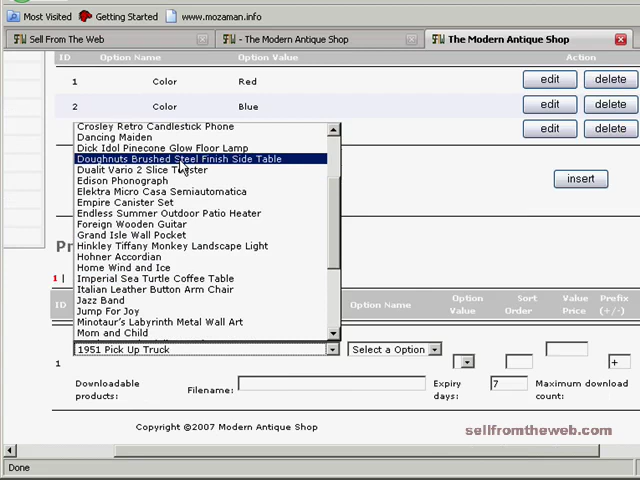 Most Visited Getting Started www.mozaman.info
Sell From The Web - The Modern Antique Shop The Modern Antique Shop
ID Option Name Option Value Action
1 Color Red edit delete
2 Color Blue edit delete
edit delete
Crosley Retro Candlestick Phone
Dancing Maiden
Dick Idol Pinecone Glow Floor Lamp
Doughnuts Brushed Steel Finish Side Table
Dualit Vario 2 Slice Toaster
Edison Phonograph
insert
Elektra Micro Casa Semiautomatica
Empire Canister Set
Endless Summer Outdoor Patio Heater
Foreign Wooden Guitar
Grand Isle Wall Pocket
Hinkley Tiffany Monkey Landscape Light
Hohner Accordian
Home Wind and Ice
Imperial Sea Turtle Coffee Table
1 |
Italian Leather Button Arm Chair
Jazz Band
ID Option Name Option Value Sort Order Value Price Prefix (+/-)
Jump For Joy
Minotaur's Labyrinth Metal Wall Art
Mom and Child
1951 Pick Up Truck Select a Option
1 +
Downloadable products: Filename: Expiry days: 7 Maximum download count:
Copyright ©2007 Modern Antique Shop
sellfromtheweb.com
Done